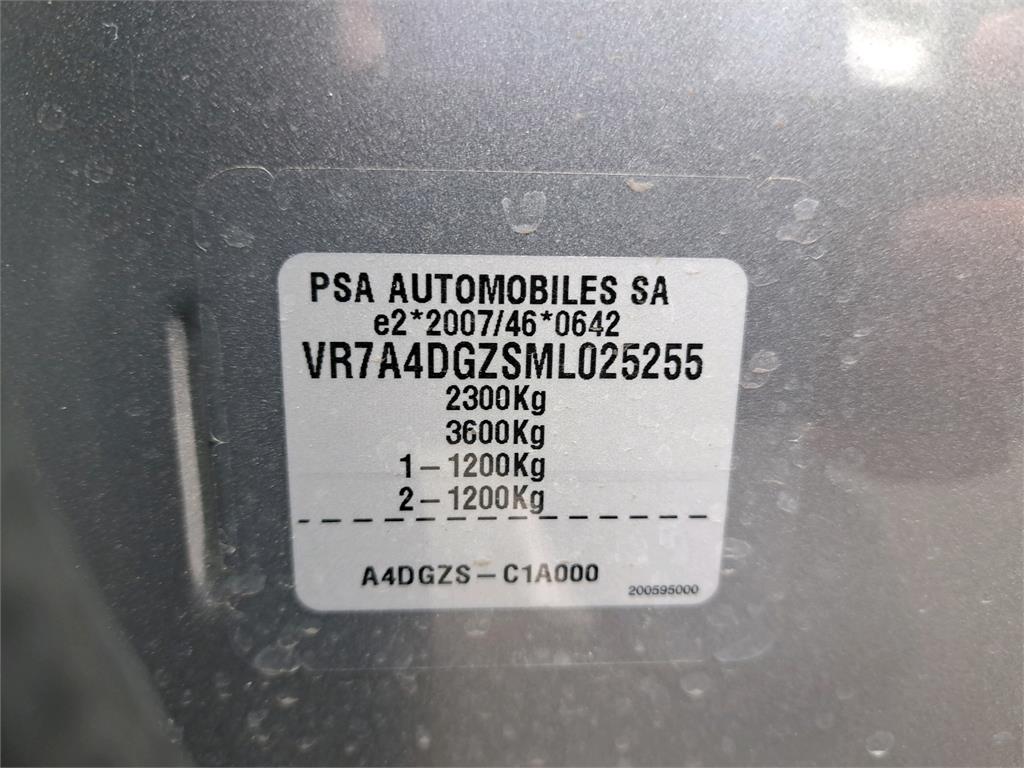 PSA AUTOMOBILES SA
e2*2007/46*0642
VR7A4DGZSML025255
2300Kg
3600Kg
1-1200Kg
2-1200Kg
A4DGZS-C1A000
200595000